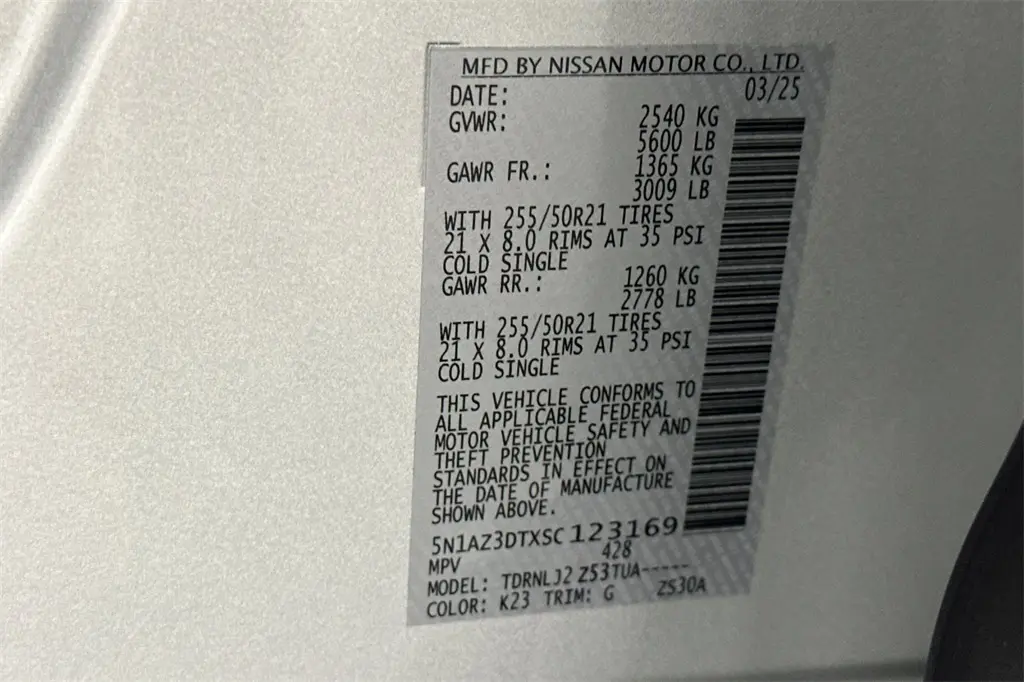 MFD BY NISSAN MOTOR CO., LTD.
DATE: 03/25
GVWR: 2540 KG
5600 LB
GAWR FR.: 1365 KG
3009 LB
WITH 255/50R21 TIRES
21 X 8.0 RIMS AT 35 PSI
COLD SINGLE
GAWR RR.: 1260 KG
2778 LB
WITH 255/50R21 TIRES
21 X 8.0 RIMS AT 35 PSI
COLD SINGLE
THIS VEHICLE CONFORMS TO
ALL APPLICABLE FEDERAL
MOTOR VEHICLE SAFETY AND
THEFT PREVENTION
STANDARDS IN EFFECT ON
THE DATE OF MANUFACTURE
SHOWN ABOVE.
5N1AZ3DTXSC123169
MPV 428
MODEL: TDRNLJ2 Z53TUA-----
COLOR: K23 TRIM: G ZS30A